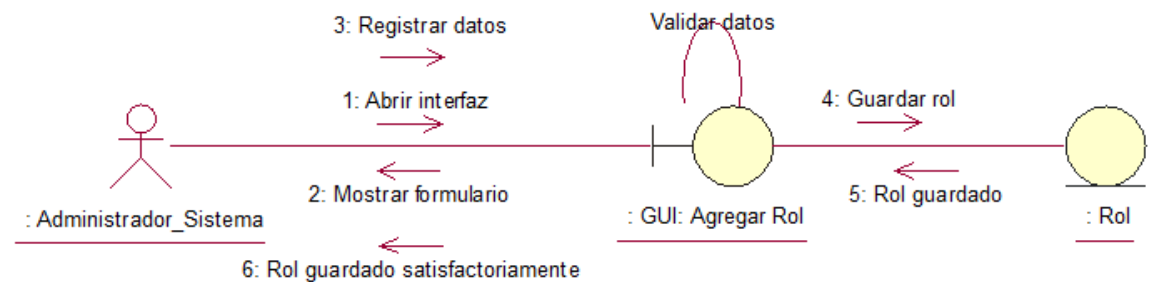 3: Registrar datos
Validar datos
1: Abrir interfaz
4: Guardar rol
2: Mostrar formulario
5: Rol guardado
: Administrador_Sistema
: GUI: Agregar Rol
: Rol
6: Rol guardado satisfactoriamente